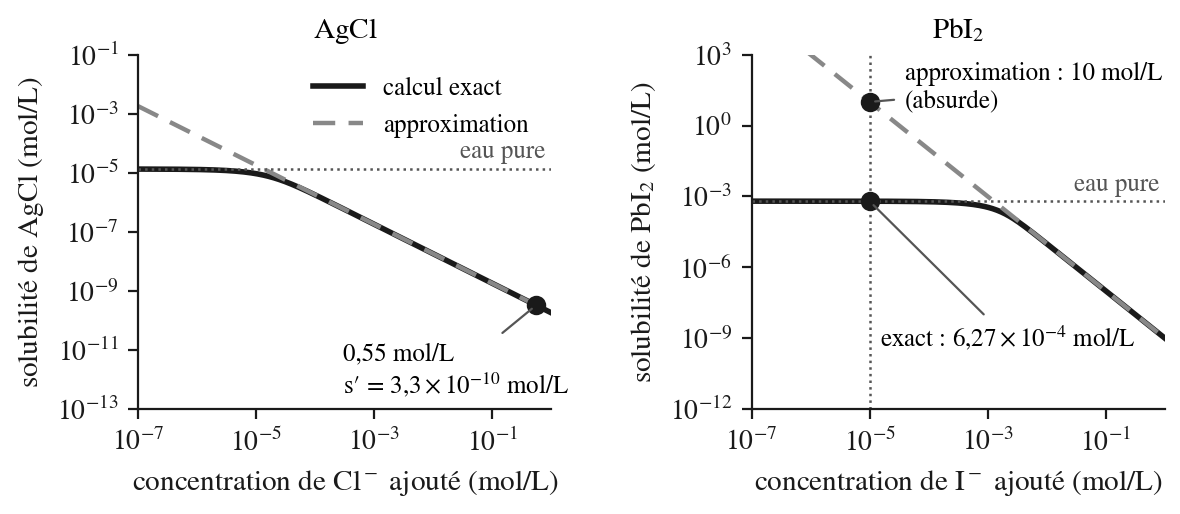 AgCl
solubilité de AgCl (mol/L)
10⁻¹
10⁻³
10⁻⁵
10⁻⁷
10⁻⁹
10⁻¹¹
10⁻¹³
calcul exact
approximation
eau pure
0,55 mol/L
s′ = 3,3 × 10⁻¹⁰ mol/L
10⁻⁷ 10⁻⁵ 10⁻³ 10⁻¹
concentration de Cl⁻ ajouté (mol/L)
PbI₂
solubilité de PbI₂ (mol/L)
10³
10⁰
10⁻³
10⁻⁶
10⁻⁹
10⁻¹²
approximation : 10 mol/L
(absurde)
eau pure
exact : 6,27 × 10⁻⁴ mol/L
10⁻⁷ 10⁻⁵ 10⁻³ 10⁻¹
concentration de I⁻ ajouté (mol/L)